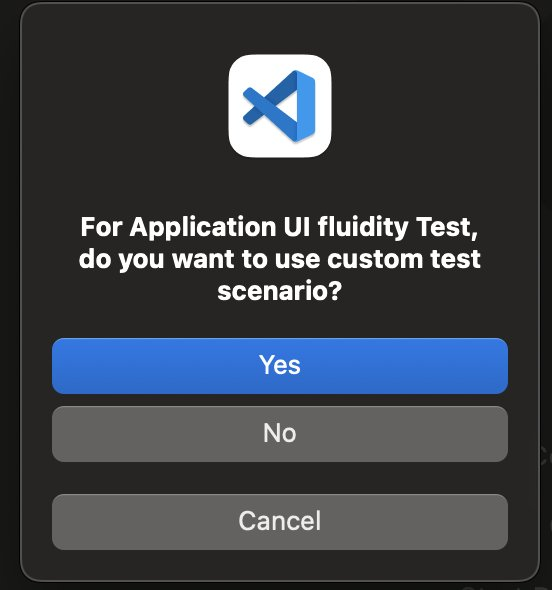 For Application UI fluidity Test,
do you want to use custom test
scenario?
Yes
No
Cancel